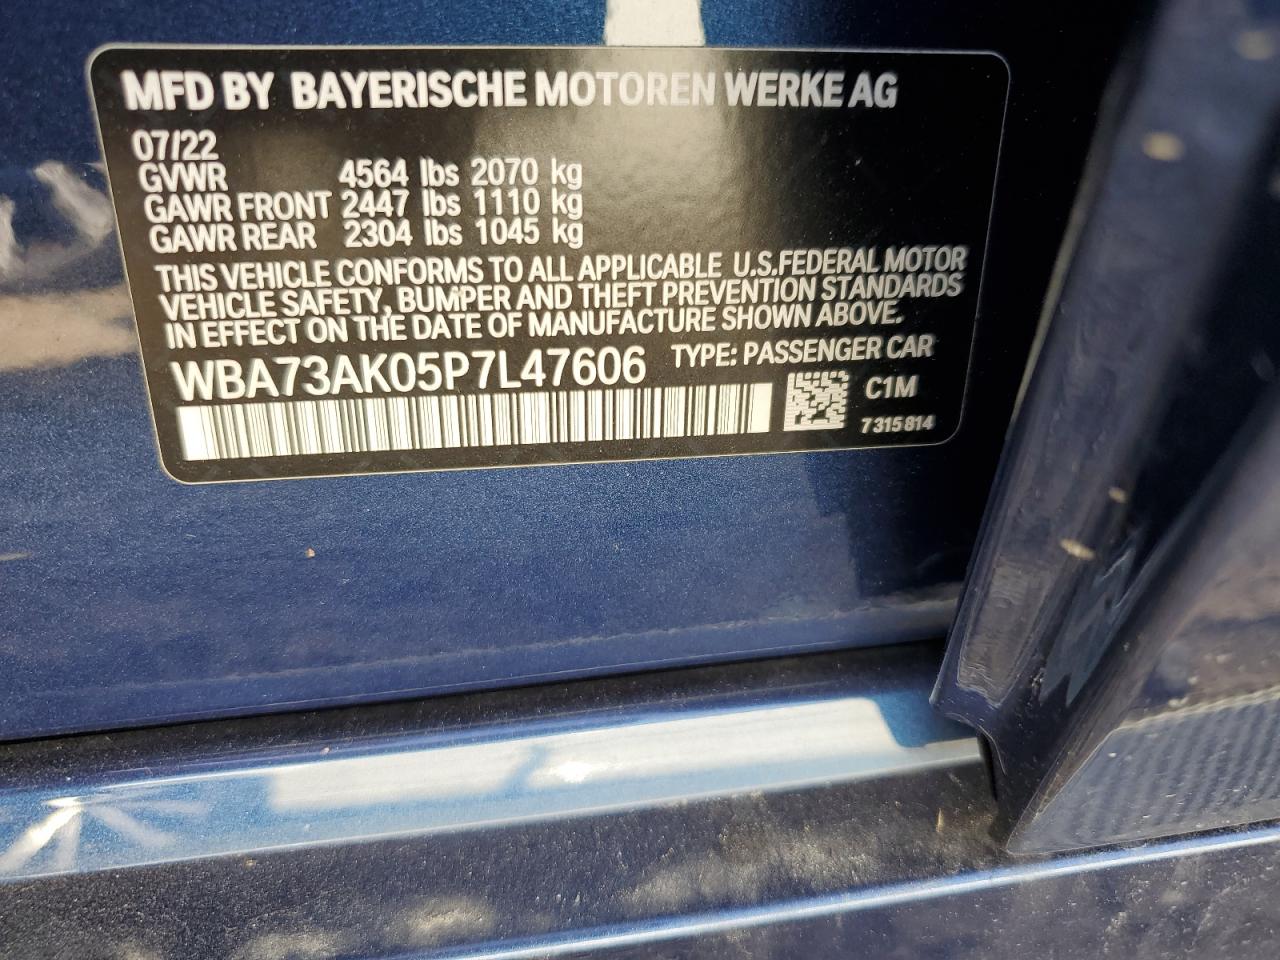 MFD BY BAYERISCHE MOTOREN WERKE AG
07/22
GVWR 4564 lbs 2070 kg
GAWR FRONT 2447 lbs 1110 kg
GAWR REAR 2304 lbs 1045 kg
THIS VEHICLE CONFORMS TO ALL APPLICABLE U.S.FEDERAL MOTOR
VEHICLE SAFETY, BUMPER AND THEFT PREVENTION STANDARDS
IN EFFECT ON THE DATE OF MANUFACTURE SHOWN ABOVE.
WBA73AK05P7L47606 TYPE: PASSENGER CAR
C1M
7 315 814